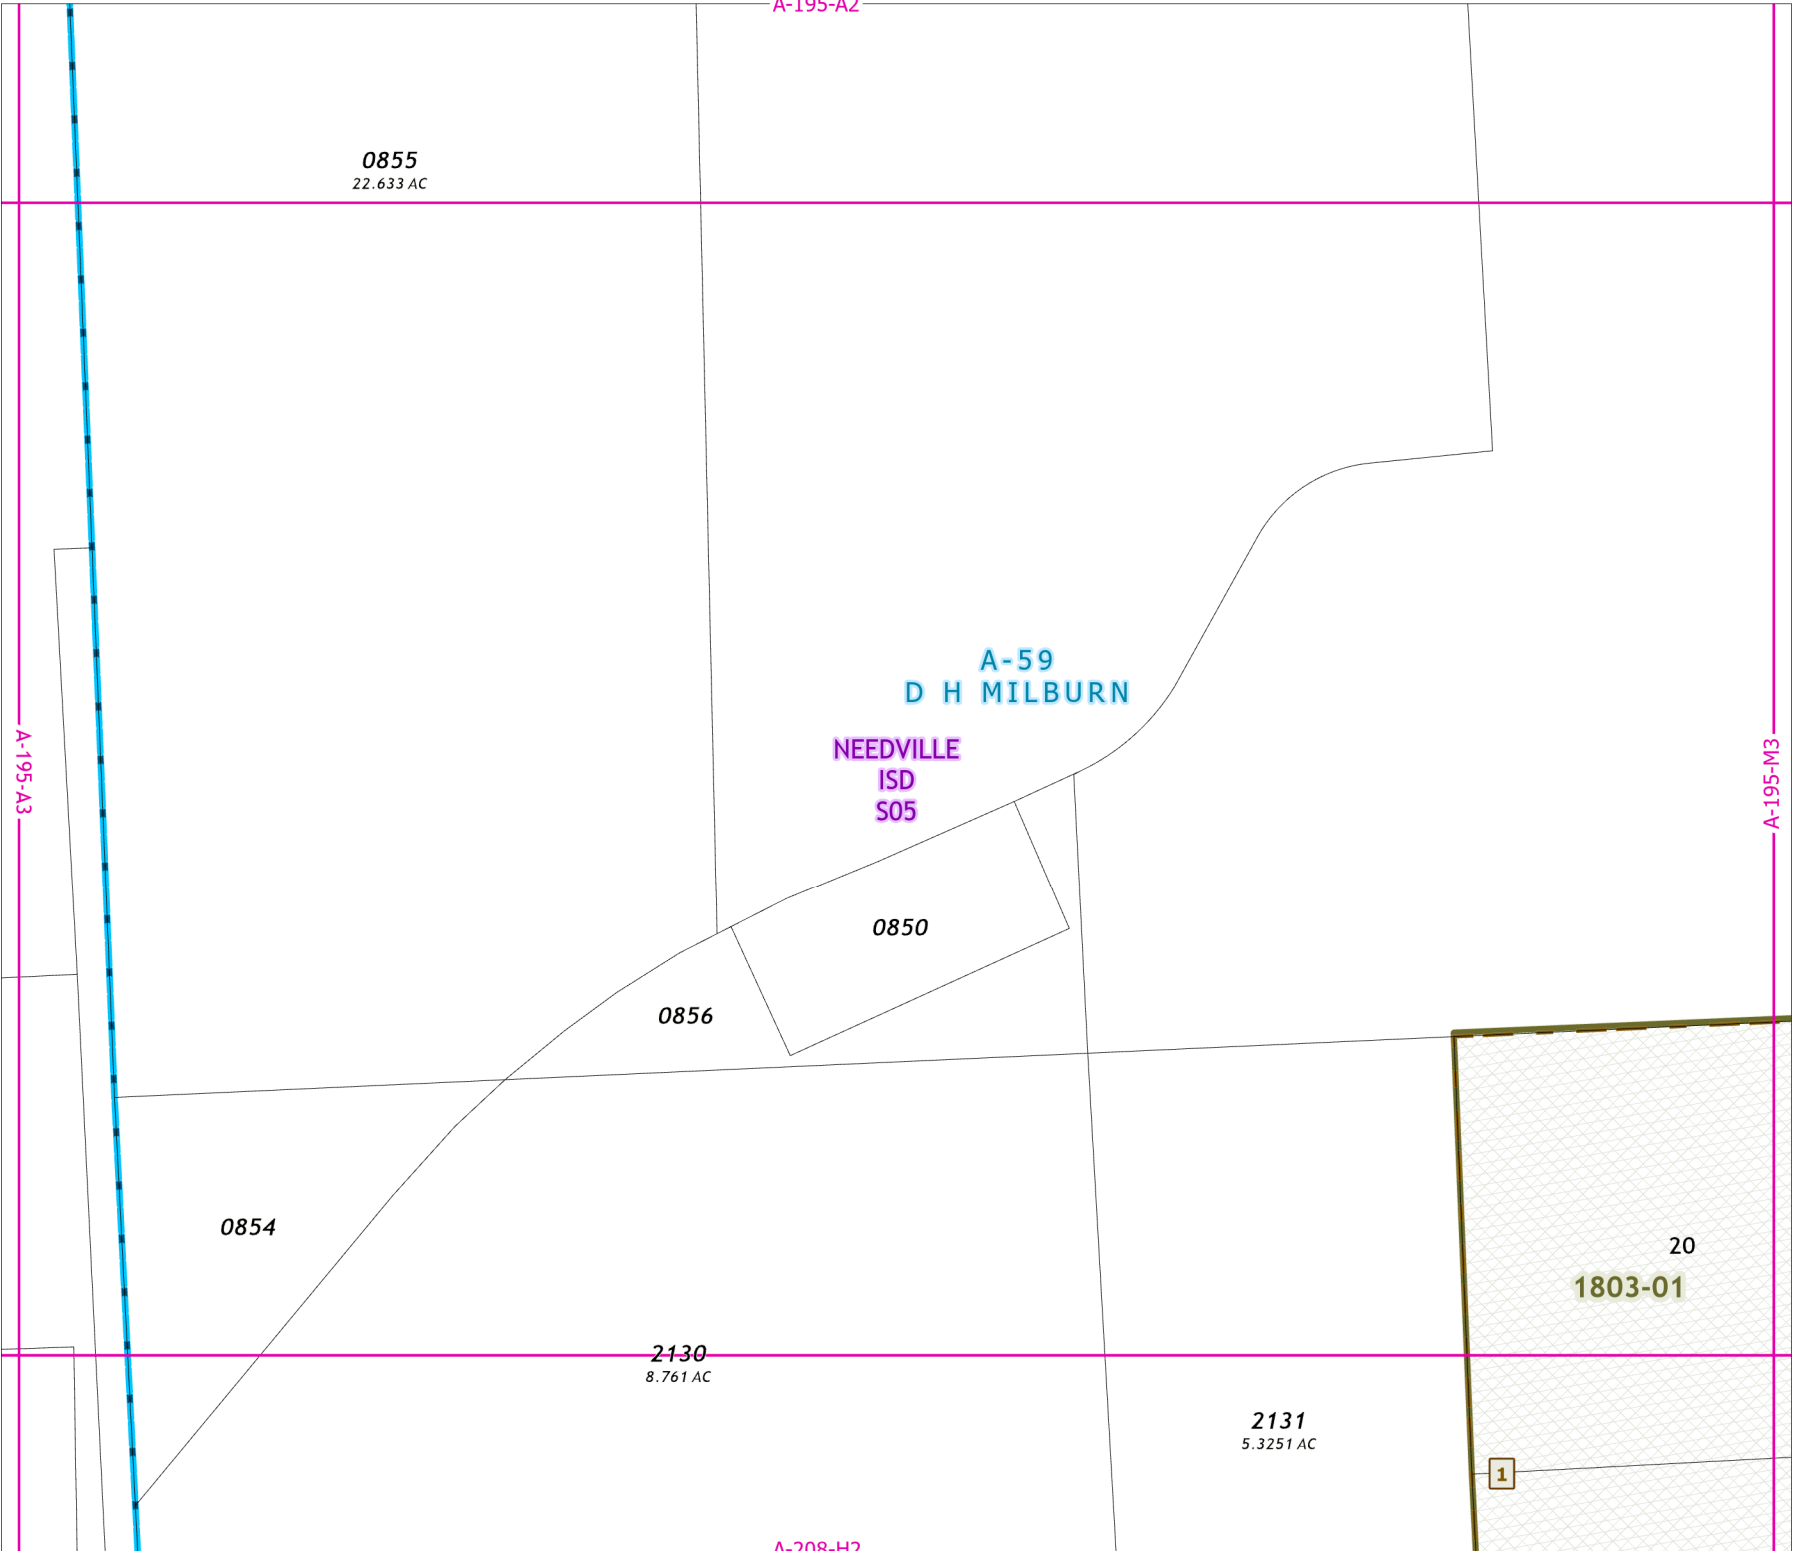 A-195-A2
0855
22.633 AC
A-59
D H MILBURN
NEEDVILLE
ISD
S05
A-195-A3
A-195-M3
0850
0856
0854
20
1803-01
2130
8.761 AC
2131
5.3251 AC
1
A-208-H2